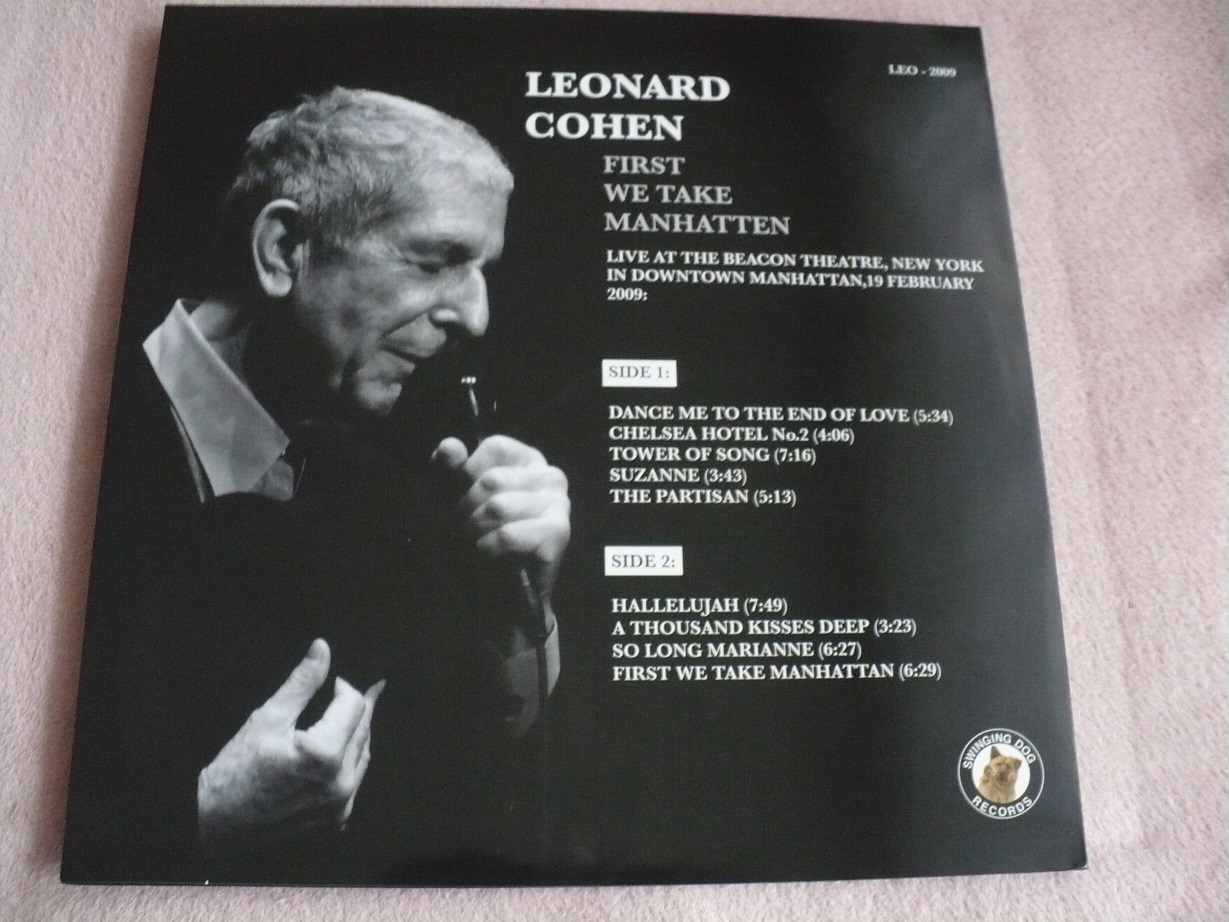 LEO - 2009
LEONARD
COHEN
FIRST
WE TAKE
MANHATTEN
LIVE AT THE BEACON THEATRE, NEW YORK
IN DOWNTOWN MANHATTAN,19 FEBRUARY
2009:
SIDE 1:
DANCE ME TO THE END OF LOVE (5:34)
CHELSEA HOTEL No.2 (4:06)
TOWER OF SONG (7:16)
SUZANNE (3:43)
THE PARTISAN (5:13)
SIDE 2:
HALLELUJAH (7:49)
A THOUSAND KISSES DEEP (3:23)
SO LONG MARIANNE (6:27)
FIRST WE TAKE MANHATTAN (6:29)
SWINGING DOG
RECORDS